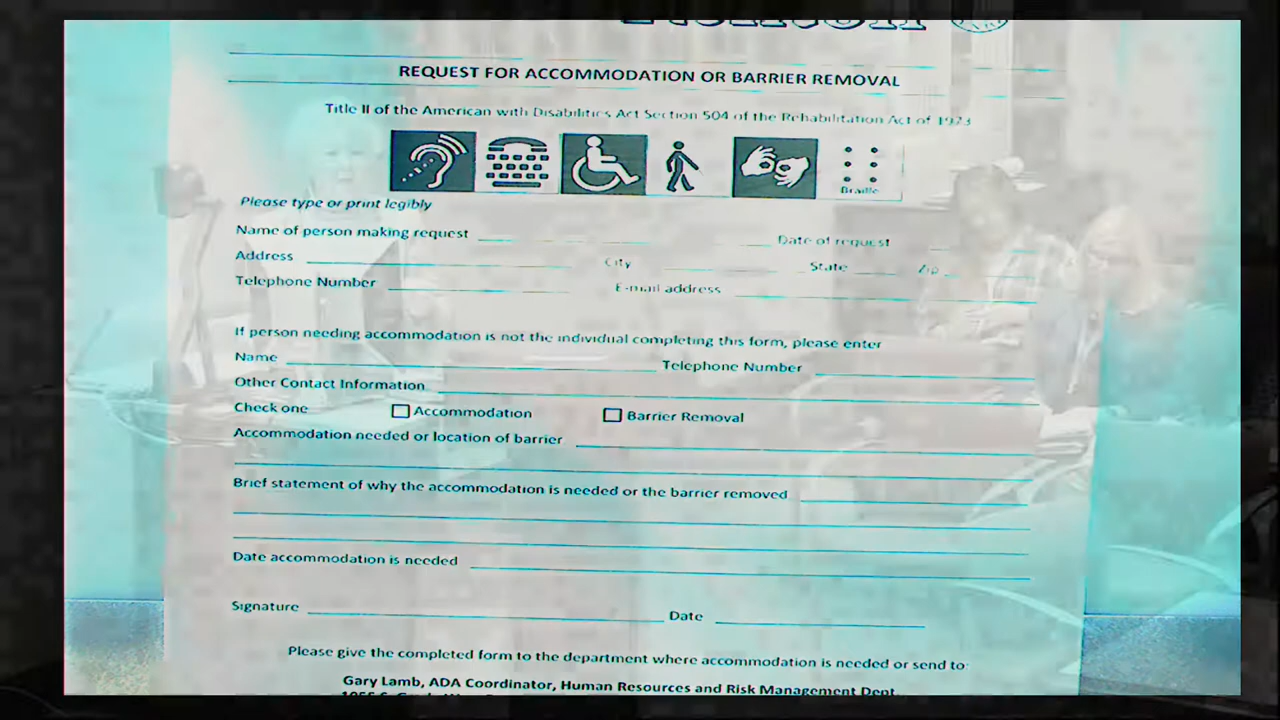 REQUEST FOR ACCOMMODATION OR BARRIER REMOVAL
Title II of the American with Disabilities Act Section 504 of the Rehabilitation Act of 1973
Braille
Please type or print legibly
Name of person making request Date of request
Address City State Zip
Telephone Number E-mail address
If person needing accommodation is not the individual completing this form, please enter
Name Telephone Number
Other Contact Information
Check one Accommodation Barrier Removal
Accommodation needed or location of barrier
Brief statement of why the accommodation is needed or the barrier removed
Date accommodation is needed
Signature Date
Please give the completed form to the department where accommodation is needed or send to:
Gary Lamb, ADA Coordinator, Human Resources and Risk Management Dept.